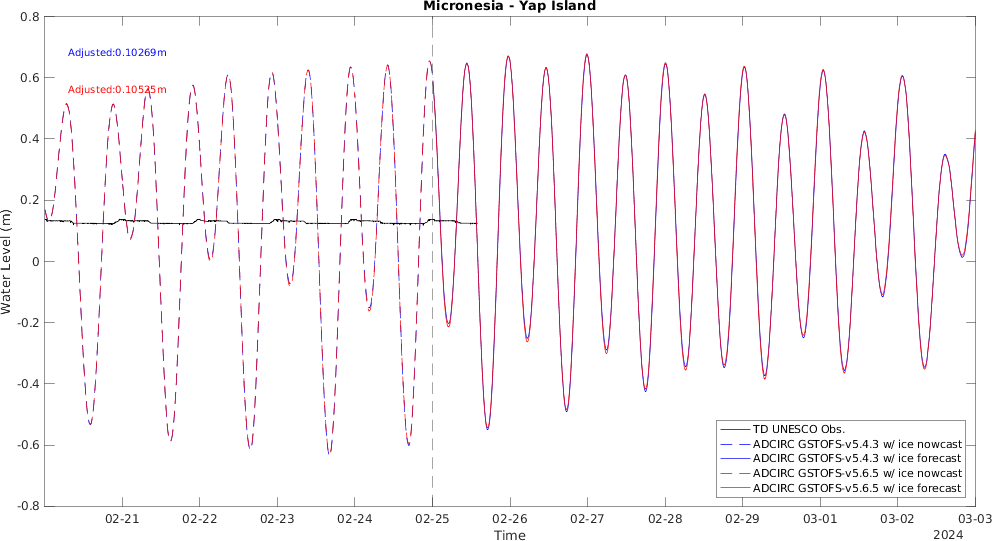 Micronesia - Yap Island
0.8
0.6
0.4
0.2
0
-0.2
-0.4
-0.6
-0.8
Water Level (m)
Adjusted:0.10269m
Adjusted:0.10525m
TD UNESCO Obs.
ADCIRC GSTOFS-v5.4.3 w/ ice nowcast
ADCIRC GSTOFS-v5.4.3 w/ ice forecast
ADCIRC GSTOFS-v5.6.5 w/ ice nowcast
ADCIRC GSTOFS-v5.6.5 w/ ice forecast
02-21 02-22 02-23 02-24 02-25 02-26 02-27 02-28 02-29 03-01 03-02 03-03
Time
2024